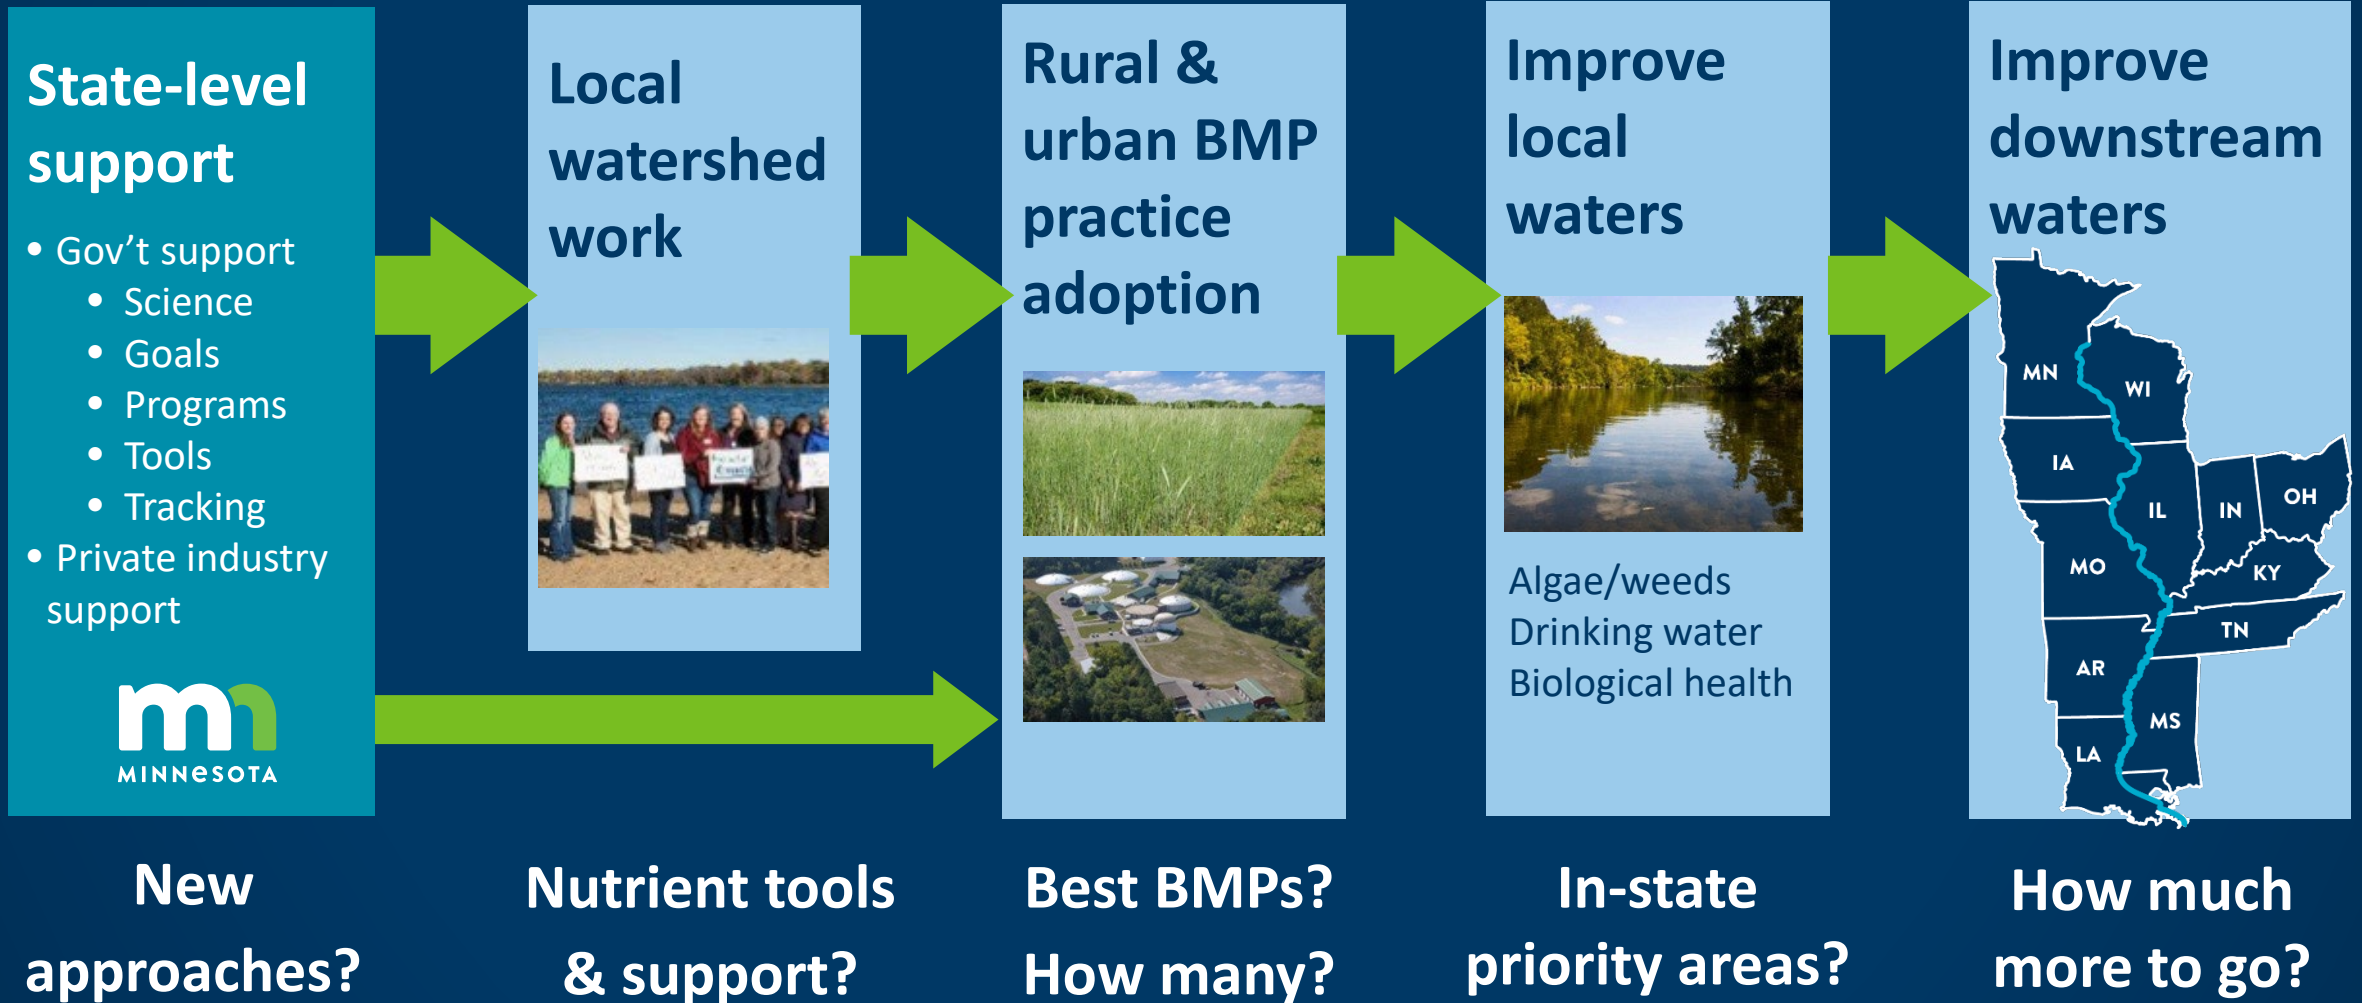 State-level
support
• Gov't support
• Science
• Goals
• Programs
• Tools
• Tracking
• Private industry
support
mn
MINNESOTA
Local
watershed
work
Rural &
urban BMP
practice
adoption
Improve
local
waters
Algae/weeds
Drinking water
Biological health
Improve
downstream
waters
MN
WI
IA
IL
IN
OH
MO
KY
TN
AR
MS
LA
New
approaches?
Nutrient tools
& support?
Best BMPs?
How many?
In-state
priority areas?
How much
more to go?